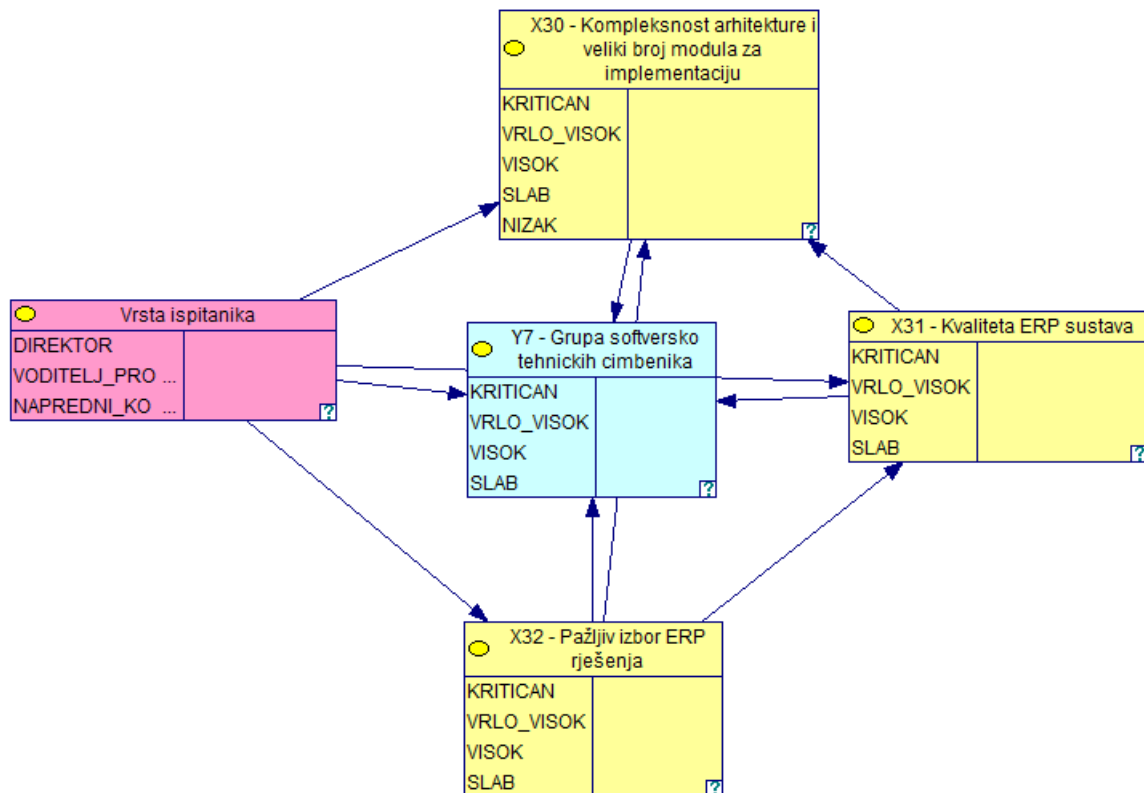 X30 - Kompleksnost arhitekture i
veliki broj modula za
implementaciju
KRITICAN
VRLO_VISOK
VISOK
SLAB
NIZAK
?
Vrsta ispitanika
DIREKTOR
VODITELJ_PRO ...
NAPREDNI_KO ...
?
Y7 - Grupa softversko
tehnickih cimbenika
KRITICAN
VRLO_VISOK
VISOK
SLAB
?
X31 - Kvaliteta ERP sustava
KRITICAN
VRLO_VISOK
VISOK
SLAB
?
X32 - Pažljiv izbor ERP
rješenja
KRITICAN
VRLO_VISOK
VISOK
SLAB
?